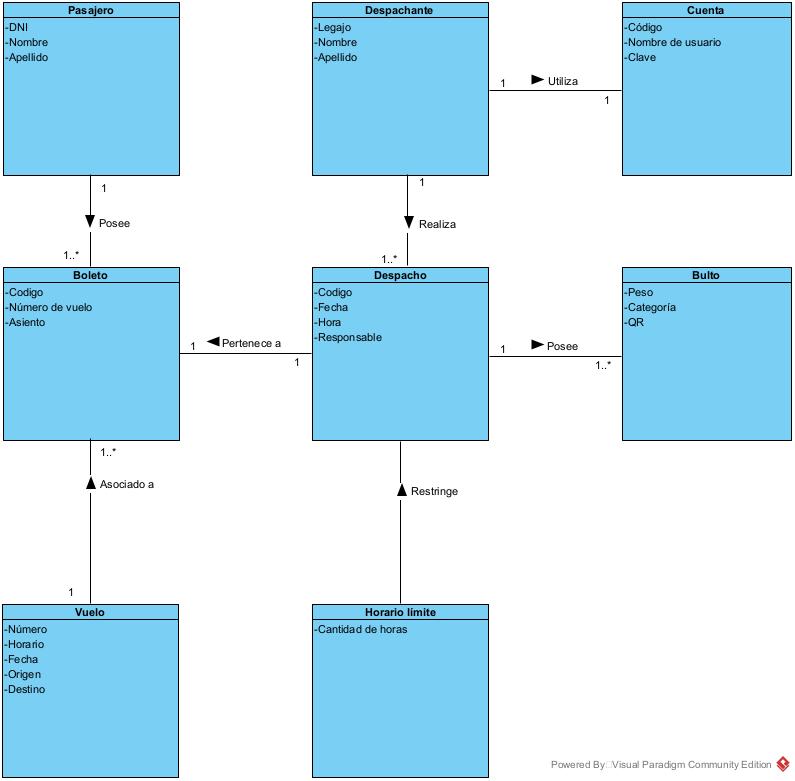 Pasajero
-DNI
-Nombre
-Apellido
Despachante
-Legajo
-Nombre
-Apellido
Cuenta
-Código
-Nombre de usuario
-Clave
1
Utiliza
1
1
Posee
1..*
1
Realiza
1..*
Boleto
-Codigo
-Número de vuelo
-Asiento
Despacho
-Codigo
-Fecha
-Hora
-Responsable
Bulto
-Peso
-Categoría
-QR
1
Pertenece a
1
1
Posee
1..*
1..*
Asociado a
1
Restringe
Vuelo
-Número
-Horario
-Fecha
-Origen
-Destino
Horario límite
-Cantidad de horas
Powered By□Visual Paradigm Community Edition